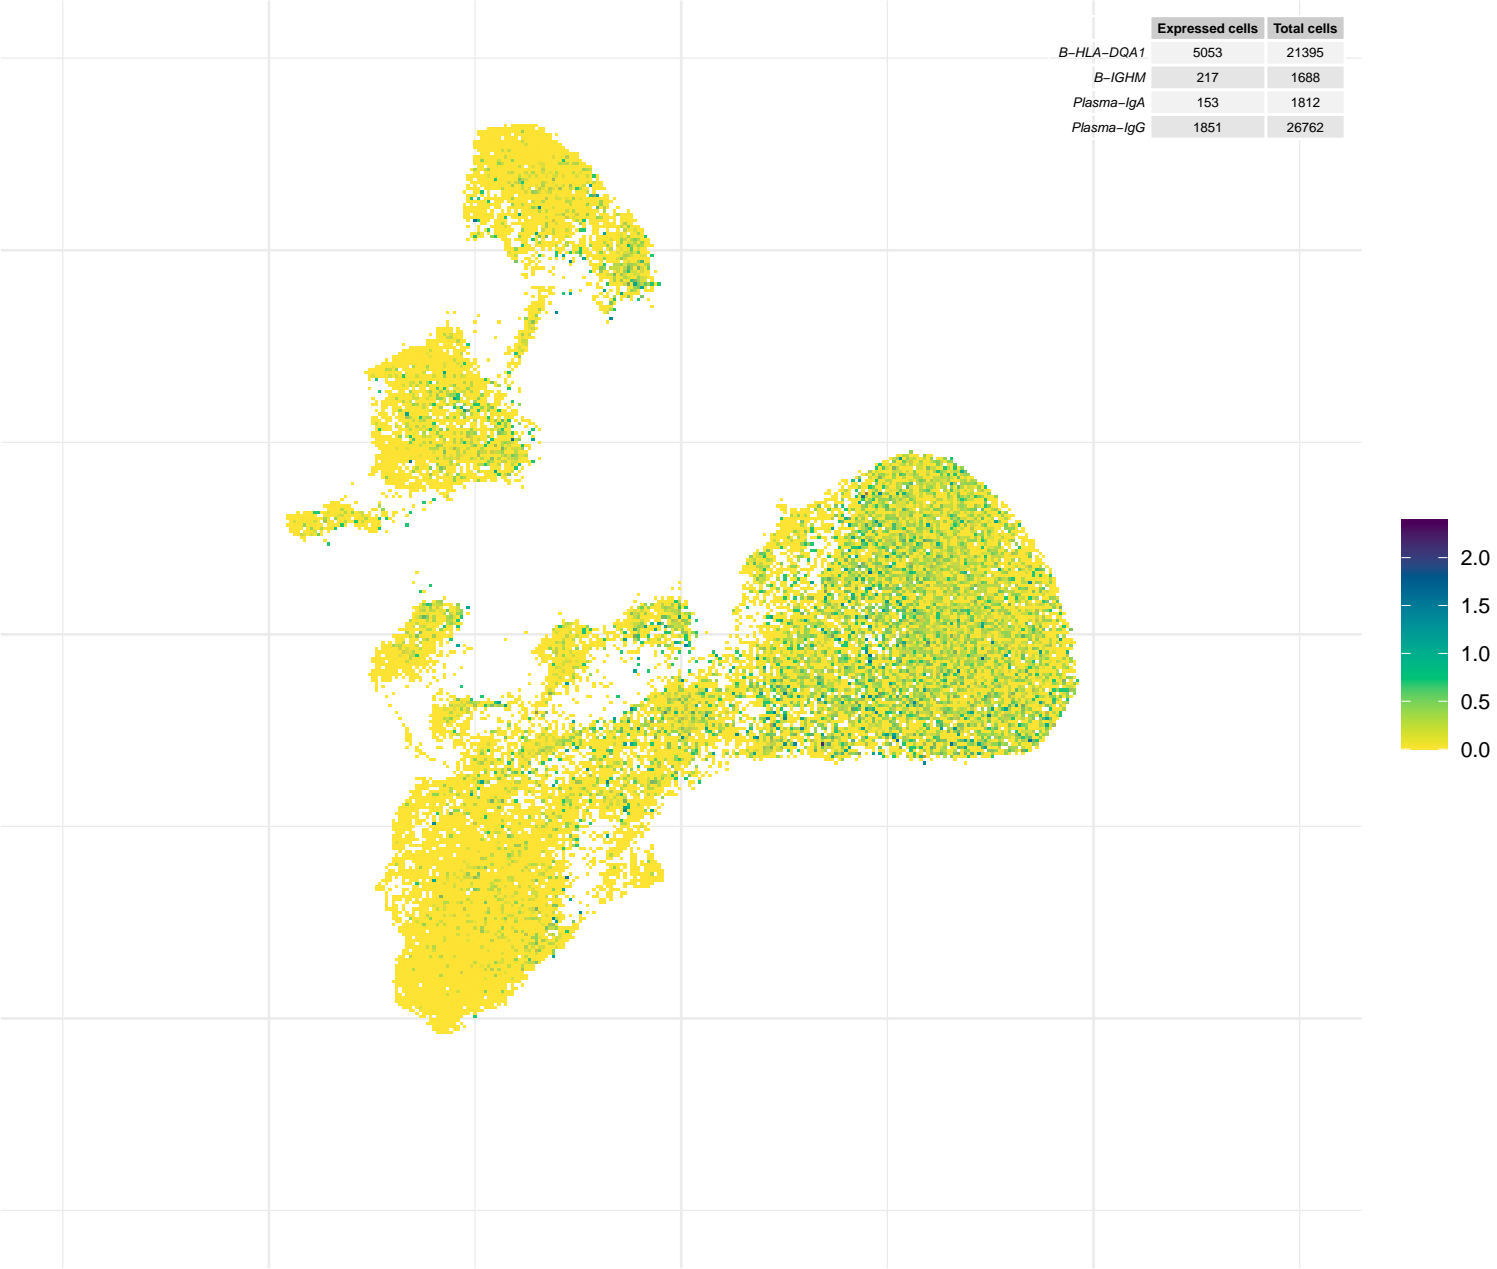 Expressed cells Total cells
B−HLA−DQA1 5053 21395
B−IGHM 217 1688
Plasma−IgA 153 1812
Plasma−IgG 1851 26762
2.0
1.5
1.0
0.5
0.0